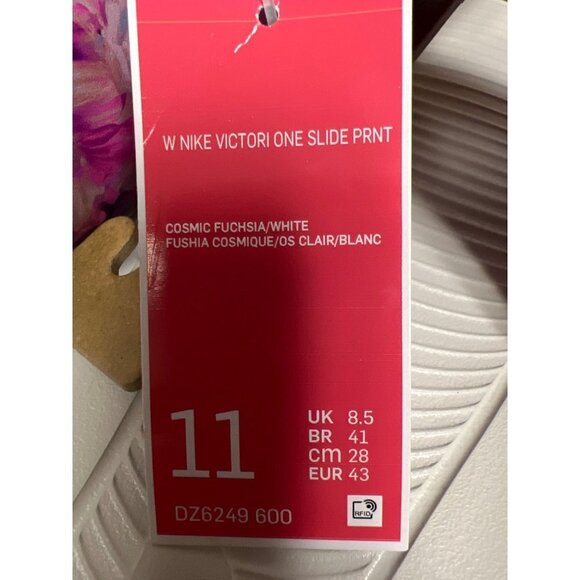 W NIKE VICTORI ONE SLIDE PRNT
COSMIC FUCHSIA/WHITE
FUSHIA COSMIQUE/OS CLAIR/BLANC
11
UK 8.5
BR 41
cm 28
EUR 43
DZ6249 600
RFID